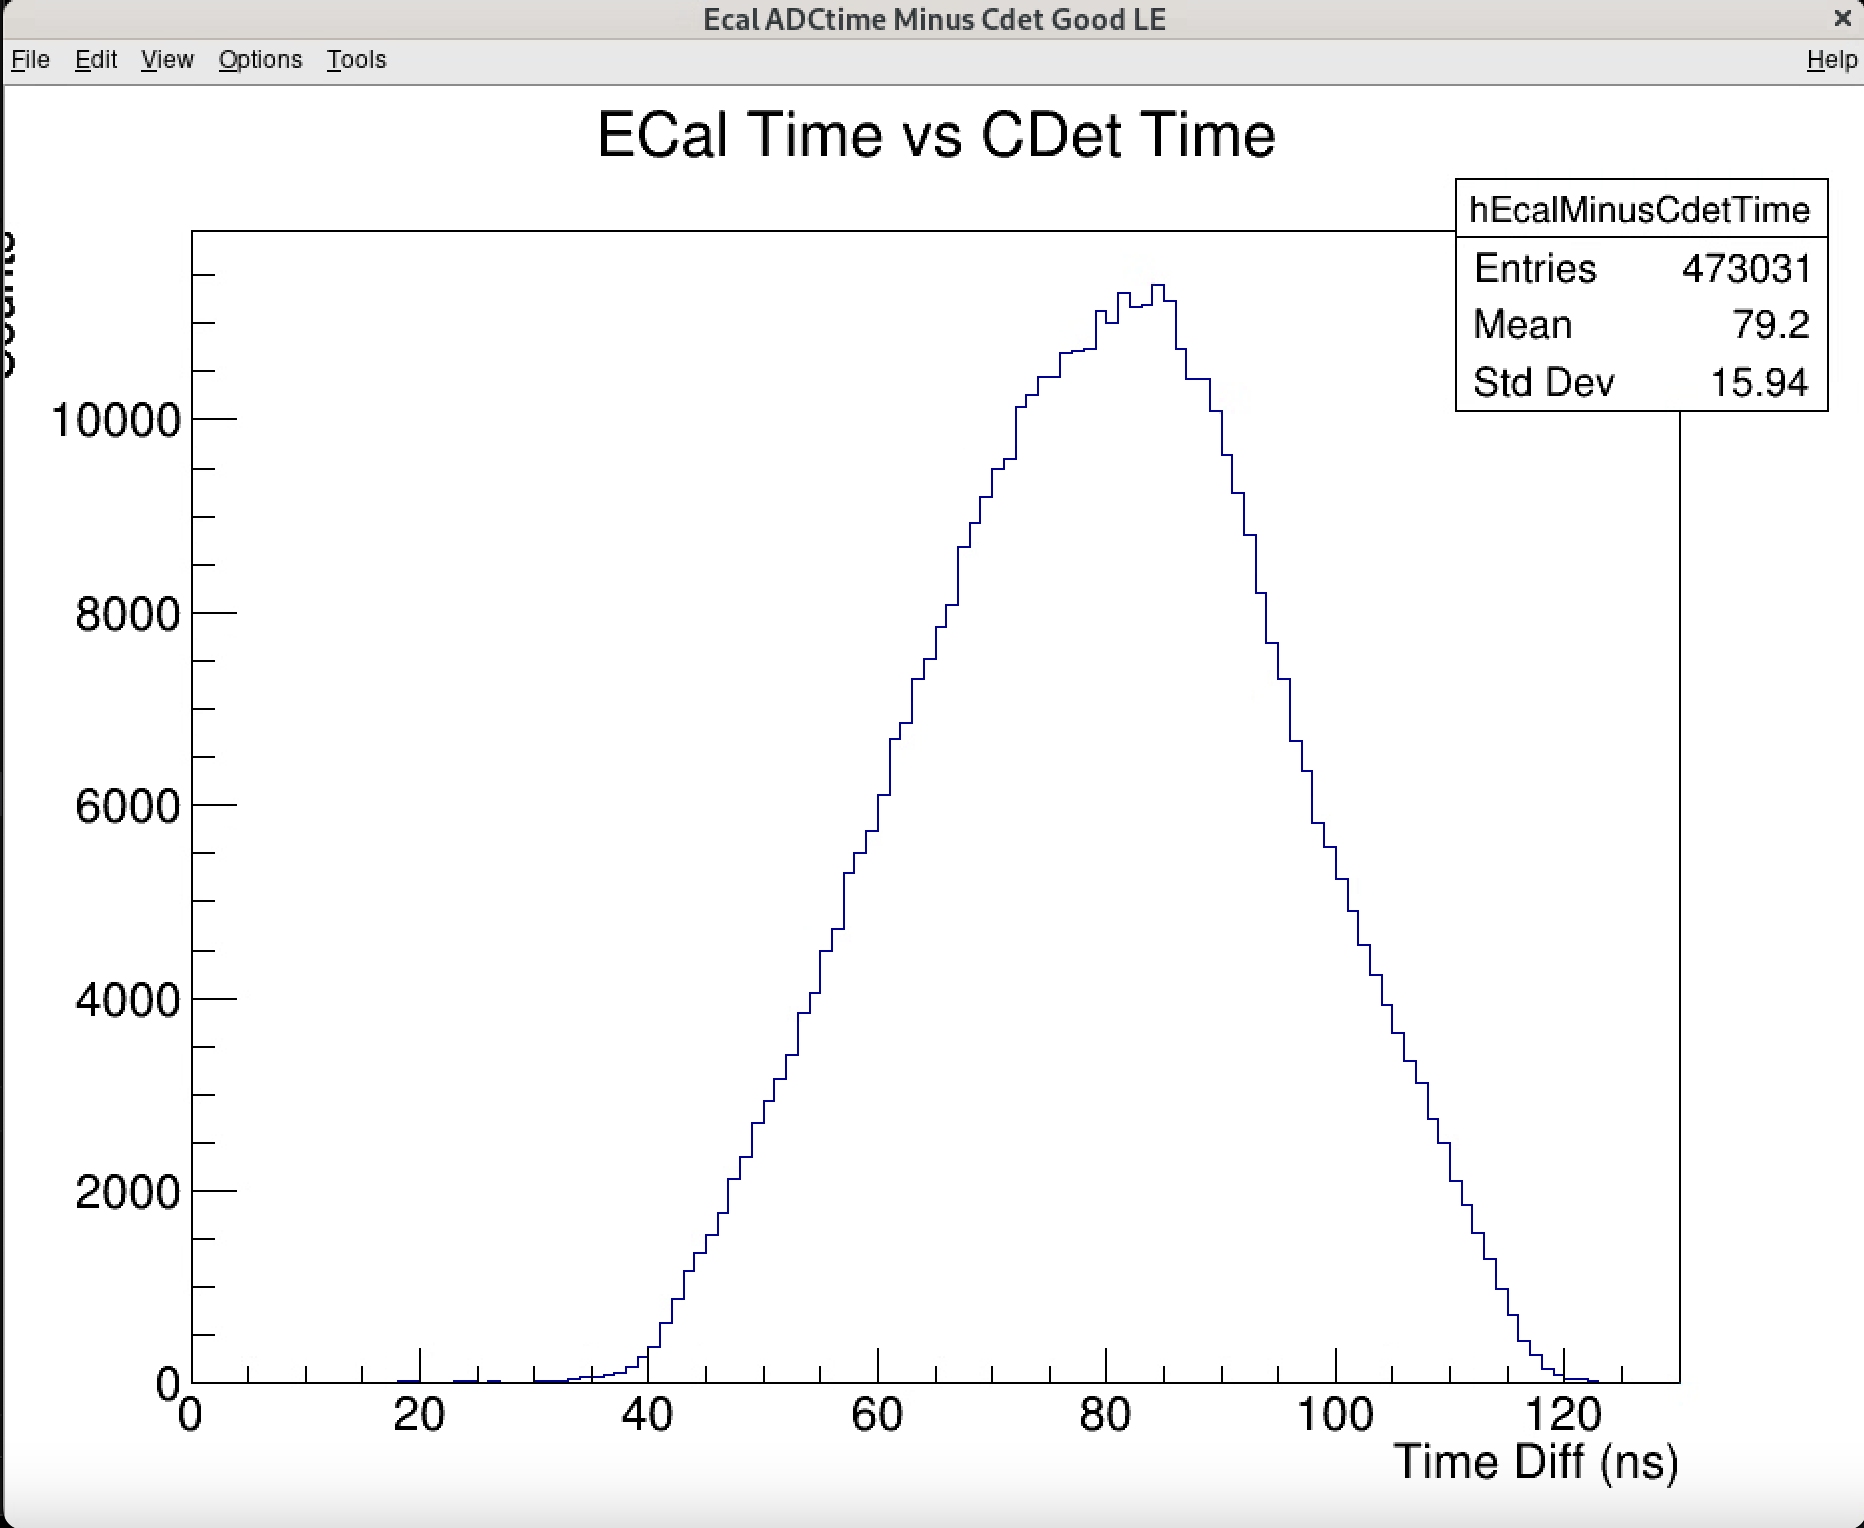 Ecal ADCtime Minus Cdet Good LE
File Edit View Options Tools Help
ECal Time vs CDet Time
hEcalMinusCdetTime
Entries 473031
Mean 79.2
Std Dev 15.94
10000
8000
6000
4000
2000
0
0 20 40 60 80 100 120
Time Diff (ns)